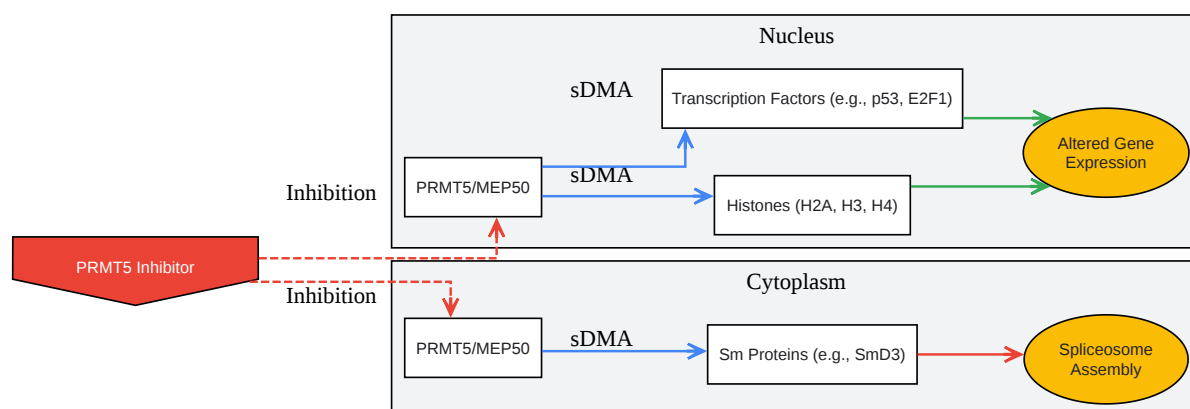 Nucleus
sDMA
Transcription Factors (e.g., p53, E2F1)
Altered Gene
Expression
PRMT5/MEP50
sDMA
Inhibition
Histones (H2A, H3, H4)
PRMT5 Inhibitor
Cytoplasm
Inhibition
PRMT5/MEP50
sDMA
Sm Proteins (e.g., SmD3)
Spliceosome
Assembly